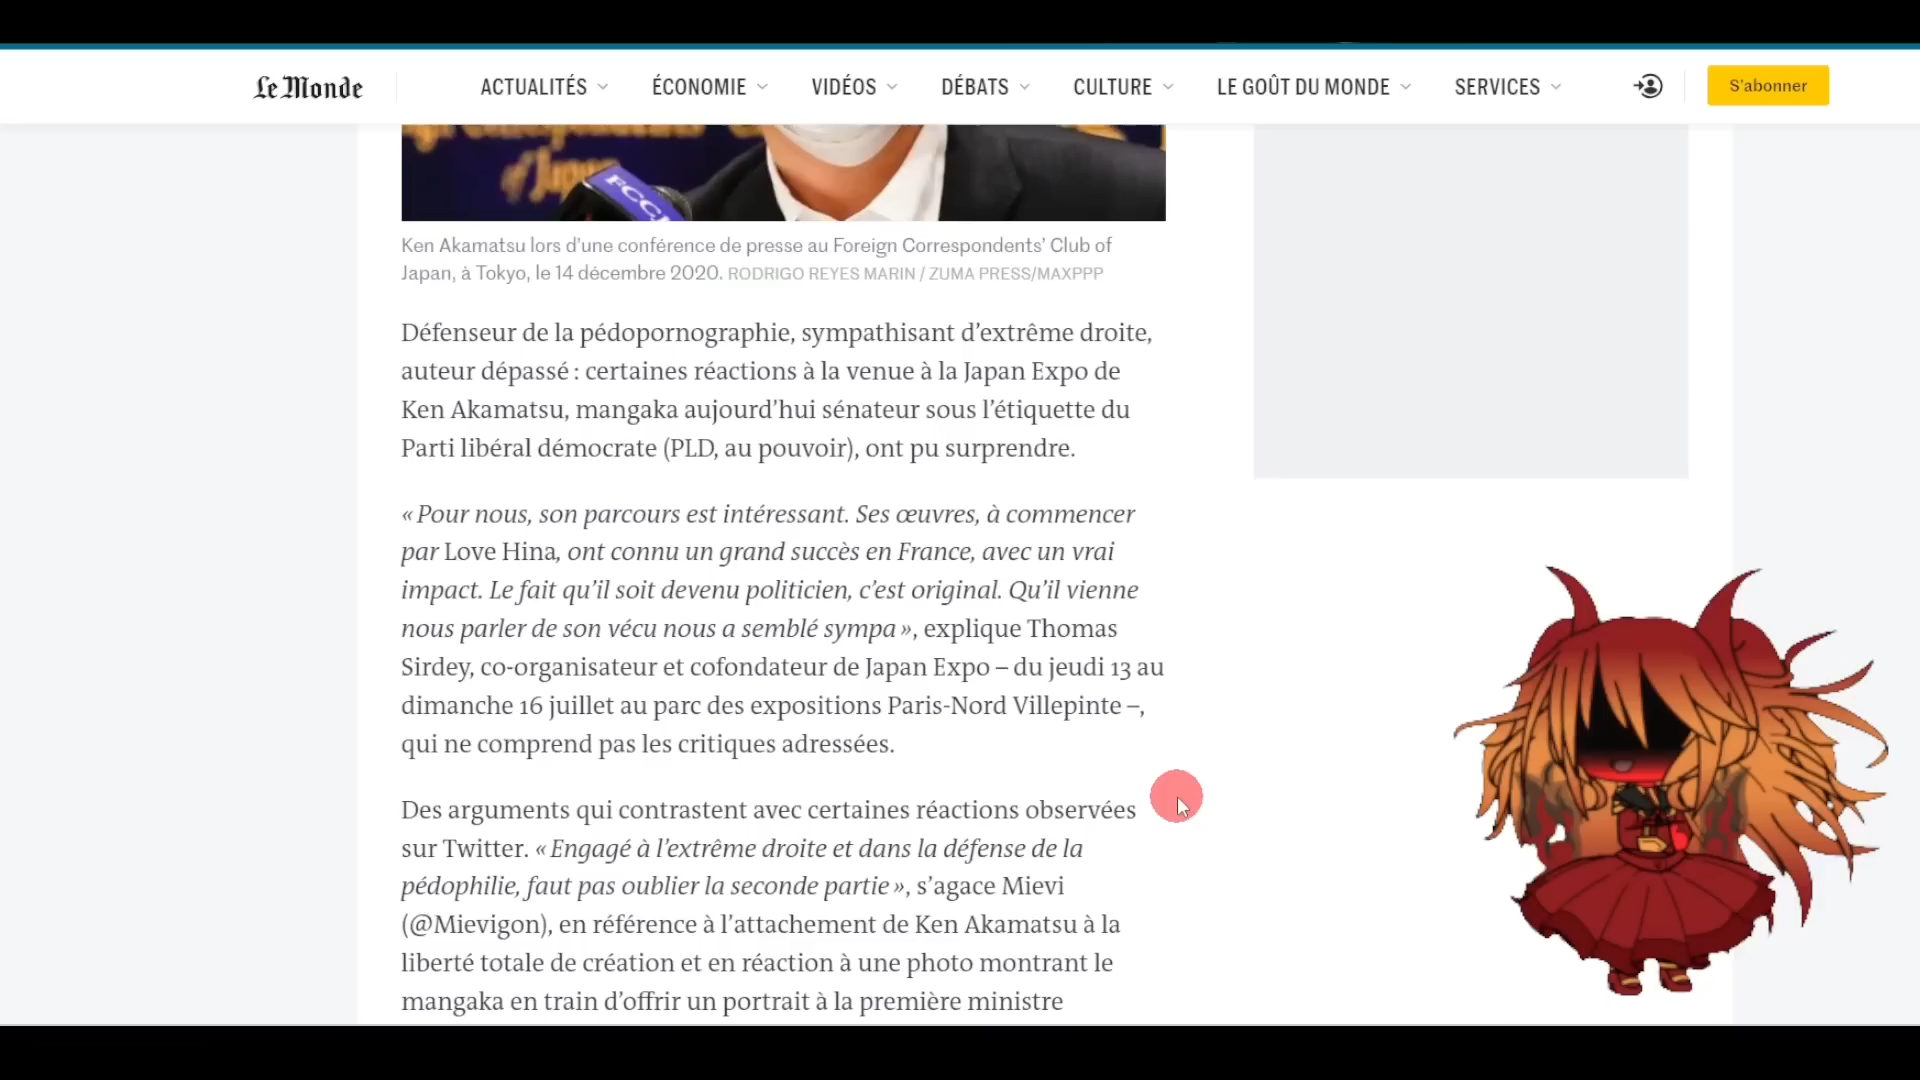 Le Monde
ACTUALITÉS
ÉCONOMIE
VIDÉOS
DÉBATS
CULTURE
LE GOÛT DU MONDE
SERVICES
S'abonner
of Japan
FCCJ
Ken Akamatsu lors d'une conférence de presse au Foreign Correspondents' Club of
Japan, à Tokyo, le 14 décembre 2020. RODRIGO REYES MARIN / ZUMA PRESS/MAXPPP
Défenseur de la pédopornographie, sympathisant d'extrême droite,
auteur dépassé : certaines réactions à la venue à la Japan Expo de
Ken Akamatsu, mangaka aujourd'hui sénateur sous l'étiquette du
Parti libéral démocrate (PLD, au pouvoir), ont pu surprendre.
« Pour nous, son parcours est intéressant. Ses œuvres, à commencer
par Love Hina, ont connu un grand succès en France, avec un vrai
impact. Le fait qu'il soit devenu politicien, c'est original. Qu'il vienne
nous parler de son vécu nous a semblé sympa », explique Thomas
Sirdey, co-organisateur et cofondateur de Japan Expo – du jeudi 13 au
dimanche 16 juillet au parc des expositions Paris-Nord Villepinte –,
qui ne comprend pas les critiques adressées.
Des arguments qui contrastent avec certaines réactions observées
sur Twitter. « Engagé à l'extrême droite et dans la défense de la
pédophilie, faut pas oublier la seconde partie », s'agace Mievi
(@Mievigon), en référence à l'attachement de Ken Akamatsu à la
liberté totale de création et en réaction à une photo montrant le
mangaka en train d'offrir un portrait à la première ministre